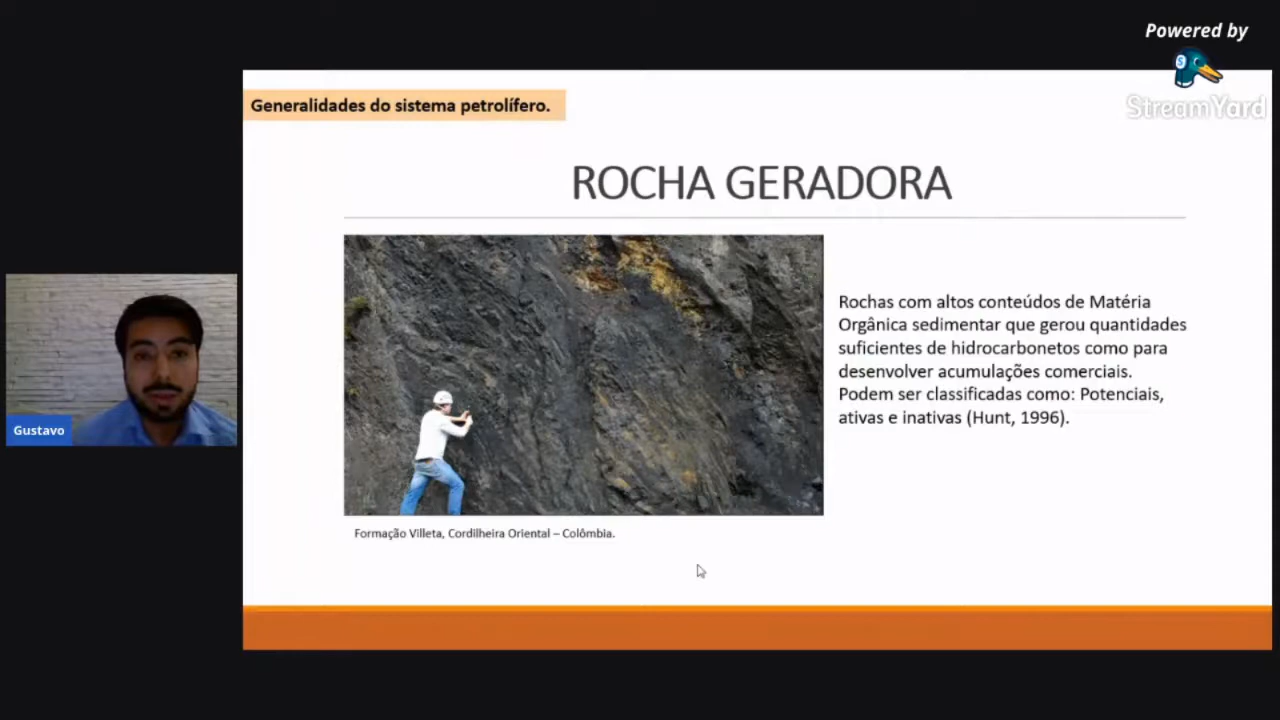 Powered by
StreamYard
Generalidades do sistema petrolífero.
ROCHA GERADORA
Rochas com altos conteúdos de Matéria
Orgânica sedimentar que gerou quantidades
suficientes de hidrocarbonetos como para
desenvolver acumulações comerciais.
Podem ser classificadas como: Potenciais,
ativas e inativas (Hunt, 1996).
Gustavo
Formação Villeta, Cordilheira Oriental – Colômbia.